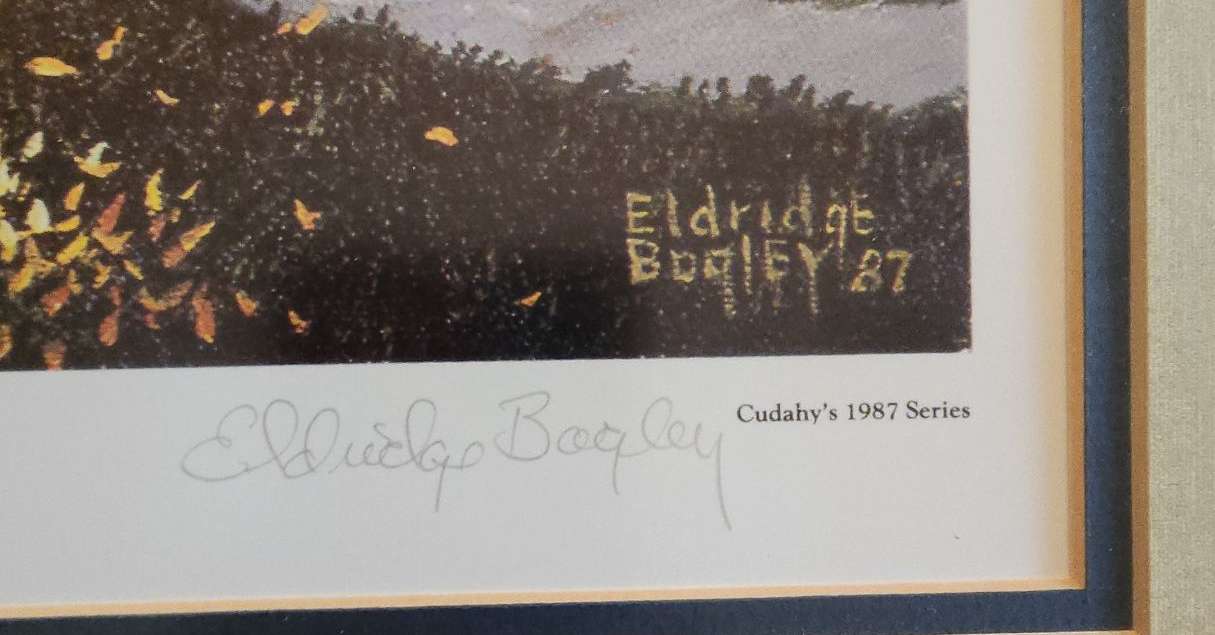 Eldridge
BaglEY '87
Eldridge Bagley
Cudahy's 1987 Series